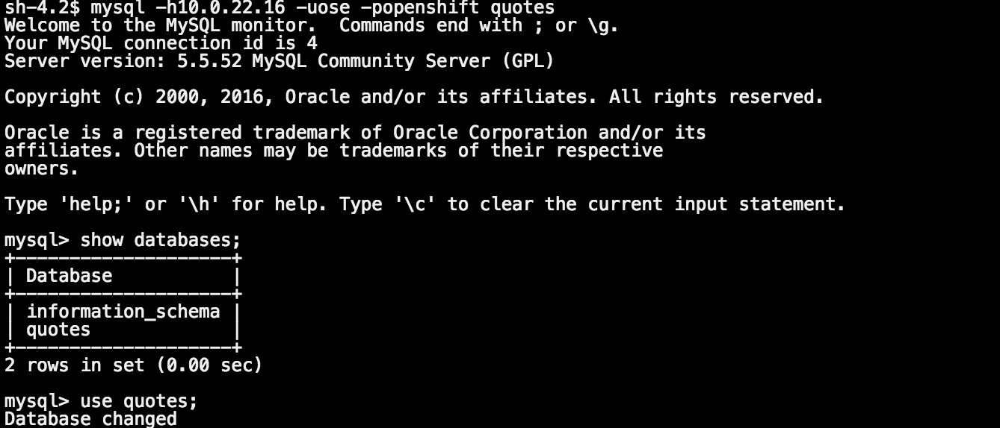 sh-4.2$ mysql -h10.0.22.16 -uose -popenshift quotes
Welcome to the MySQL monitor.  Commands end with ; or \g.
Your MySQL connection id is 4
Server version: 5.5.52 MySQL Community Server (GPL)

Copyright (c) 2000, 2016, Oracle and/or its affiliates. All rights reserved.

Oracle is a registered trademark of Oracle Corporation and/or its
affiliates. Other names may be trademarks of their respective
owners.

Type 'help;' or '\h' for help. Type '\c' to clear the current input statement.

mysql> show databases;
+--------------------+
| Database           |
+--------------------+
| information_schema |
| quotes             |
+--------------------+
2 rows in set (0.00 sec)

mysql> use quotes;
Database changed